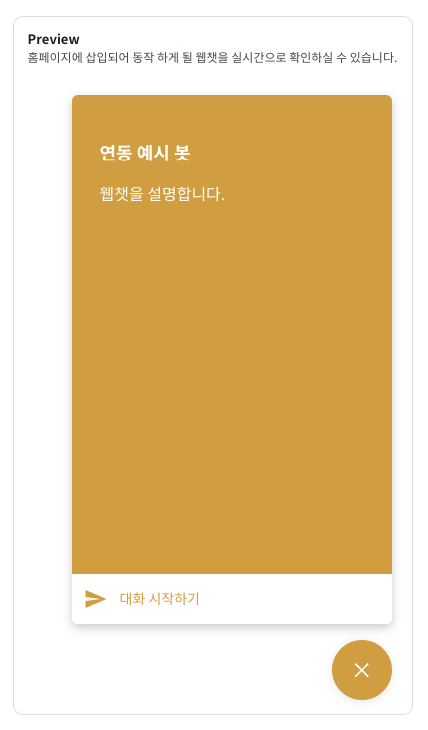 Preview
홈페이지에 삽입되어 동작 하게 될 웹챗을 실시간으로 확인하실 수 있습니다.
연동 예시 봇
웹챗을 설명합니다.
대화 시작하기